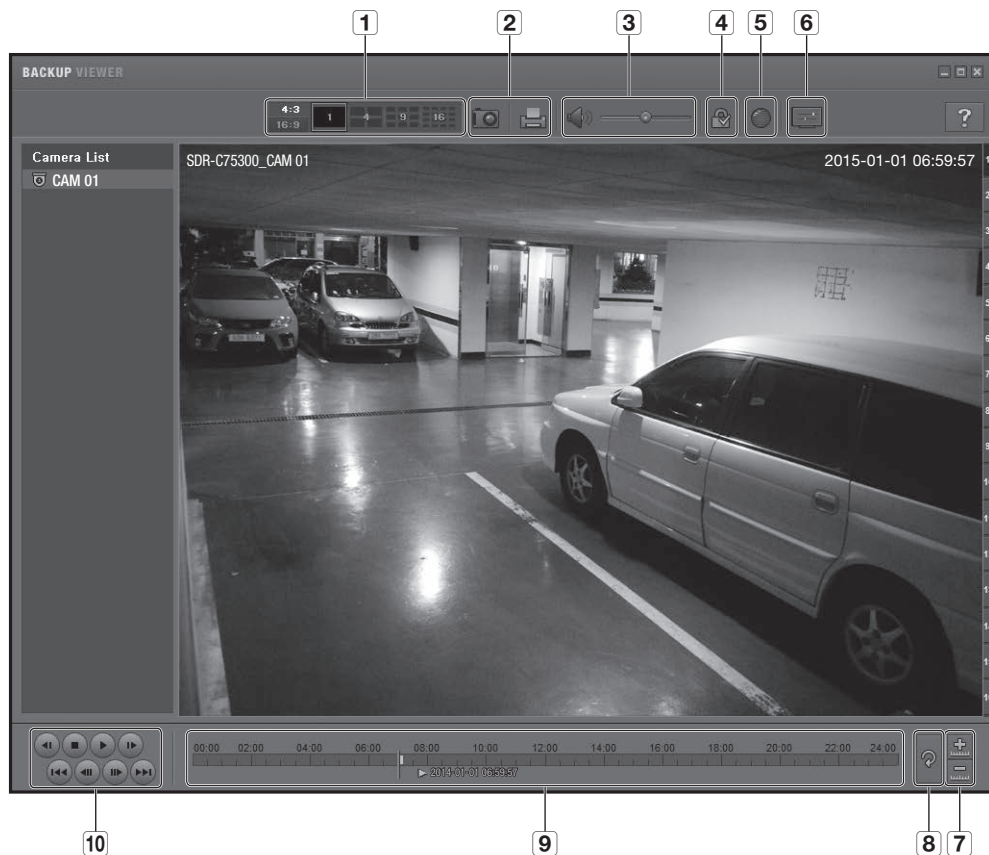 1 2 3 4 5 6
BACKUP VIEWER
4:3
16:9
1 4 9 16
?
Camera List
CAM 01
SDR-C75300_CAM 01
2015-01-01 06:59:57
00:00 02:00 04:00 06:00 08:00 10:00 12:00 14:00 16:00 18:00 20:00 22:00 24:00
2014-01-01 06:59:57
10 9 8 7